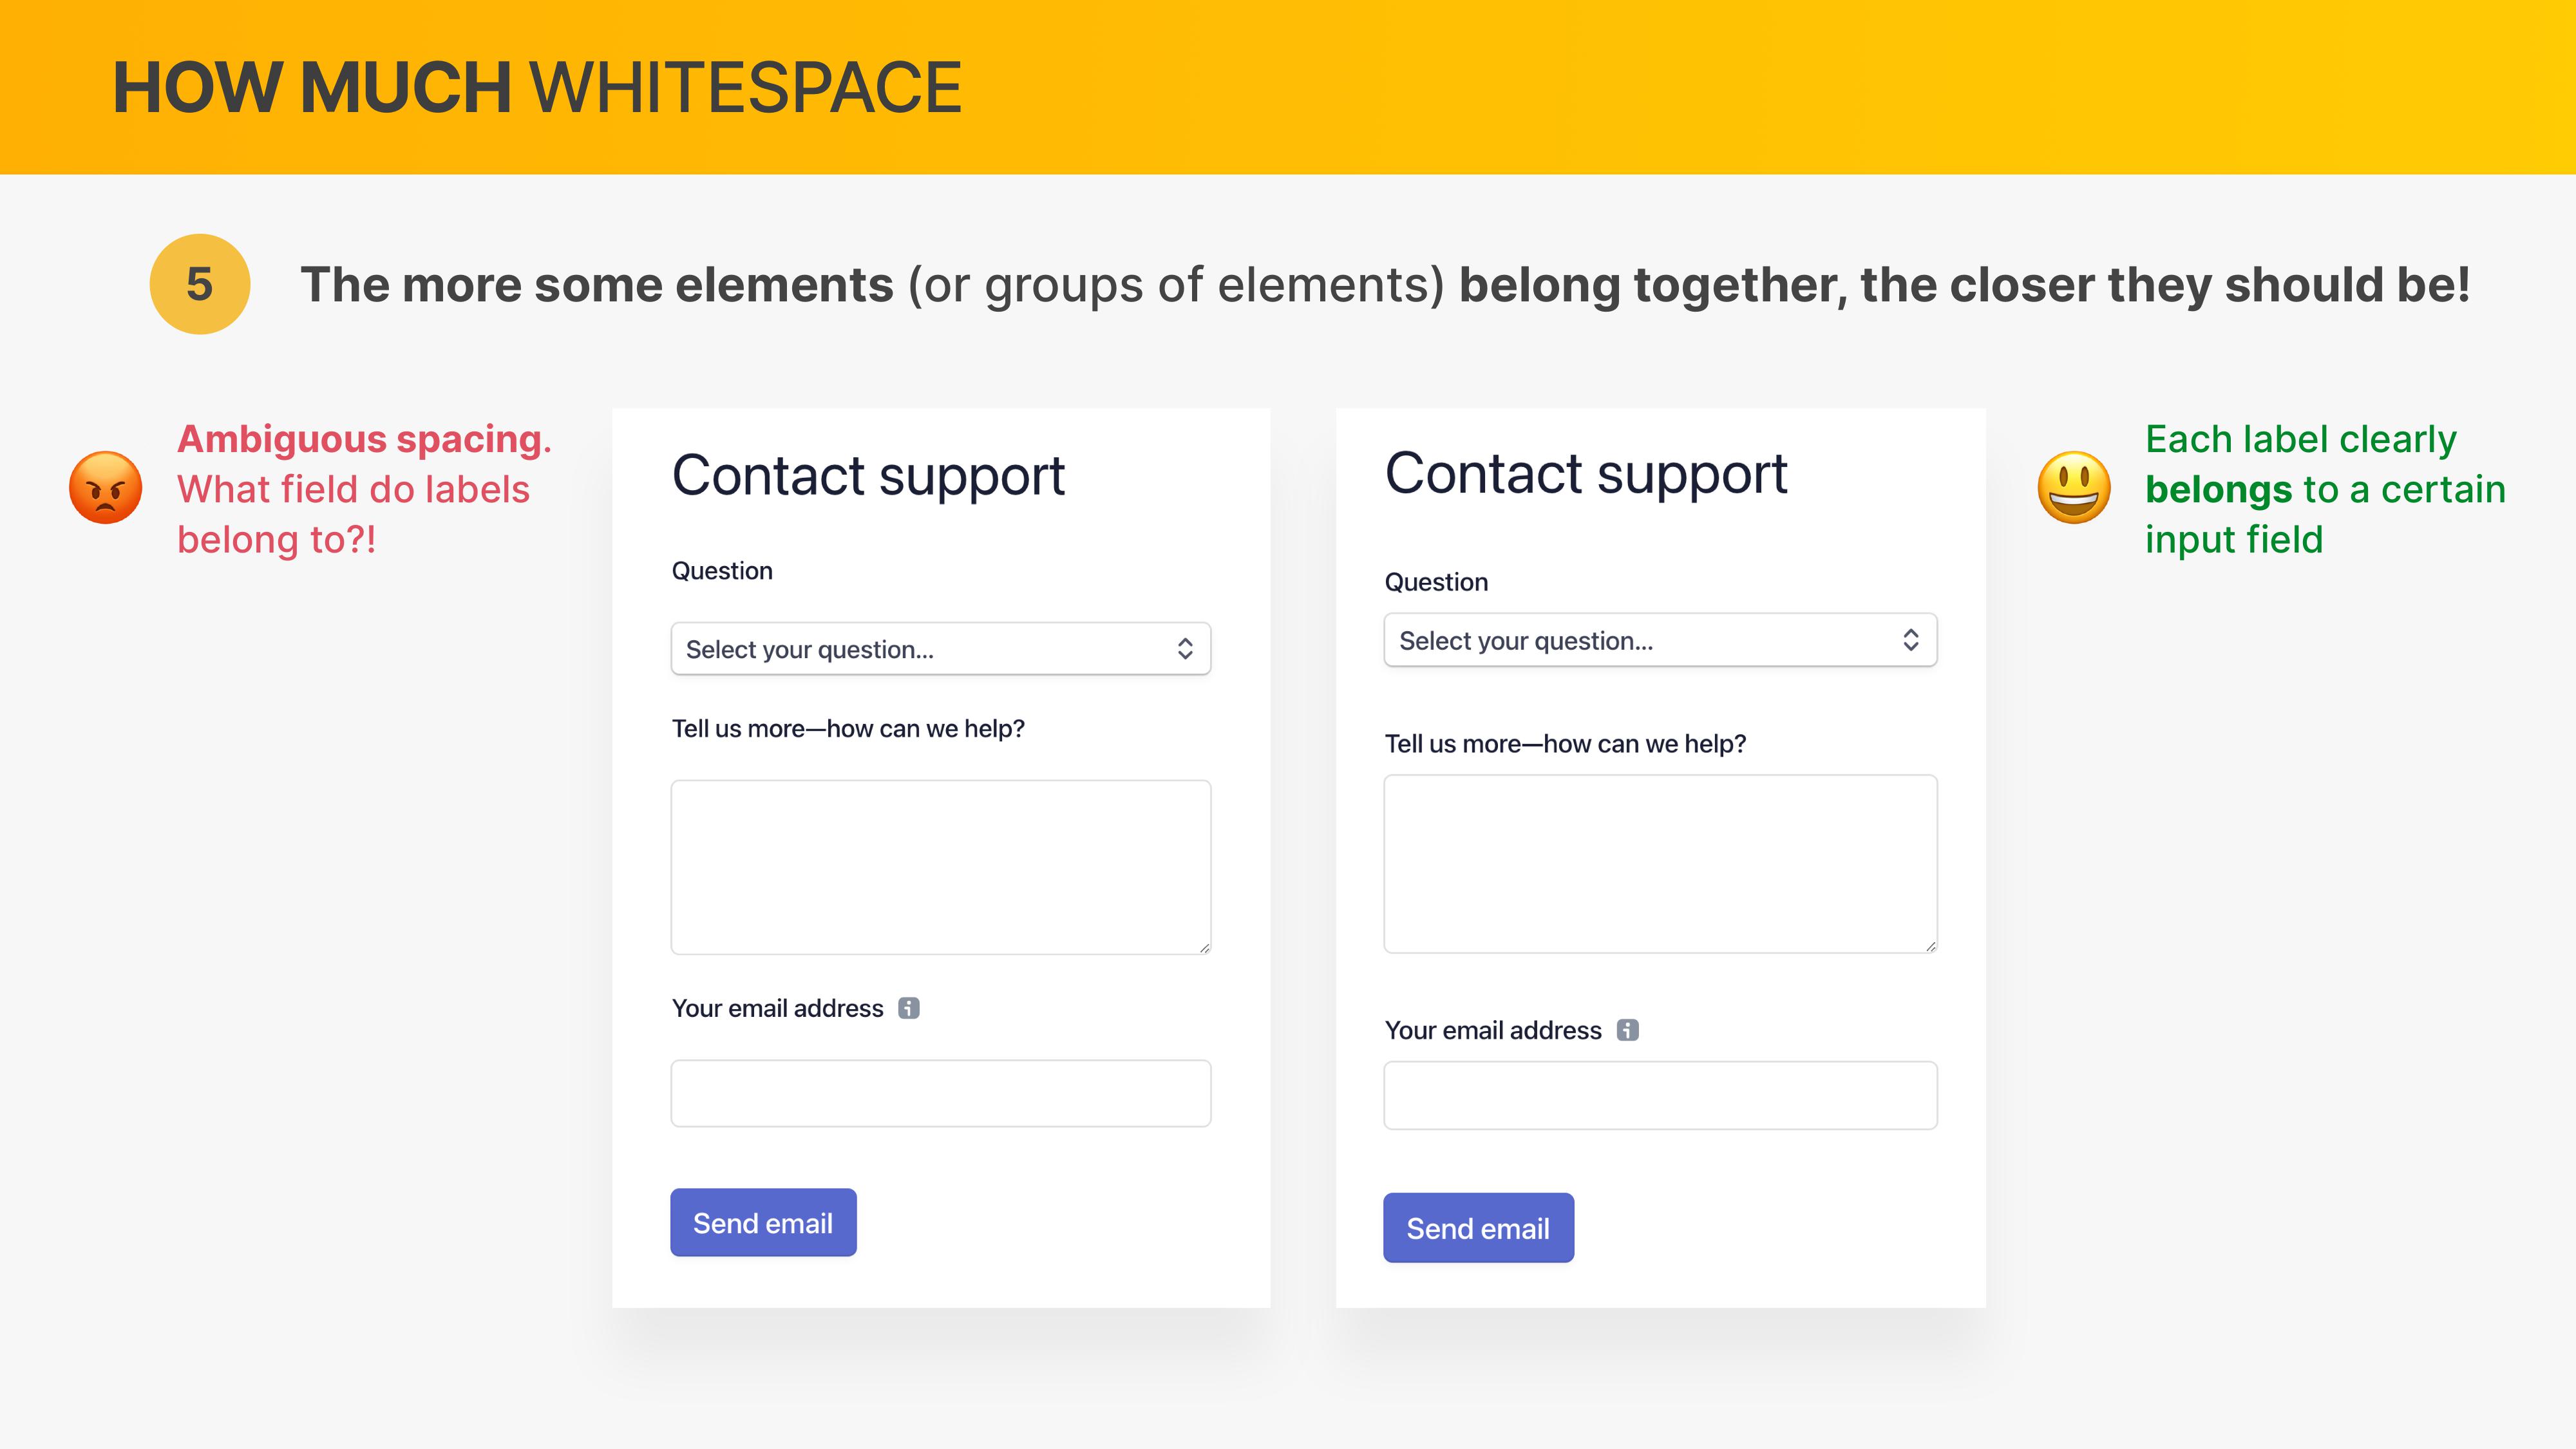 HOW MUCH WHITESPACE
5
The more some elements (or groups of elements) belong together, the closer they should be!
Ambiguous spacing.
What field do labels
belong to?!
Contact support
Question
Select your question...
Tell us more—how can we help?
Your email address
Send email
Contact support
Question
Select your question...
Tell us more—how can we help?
Your email address
Send email
Each label clearly
belongs to a certain
input field